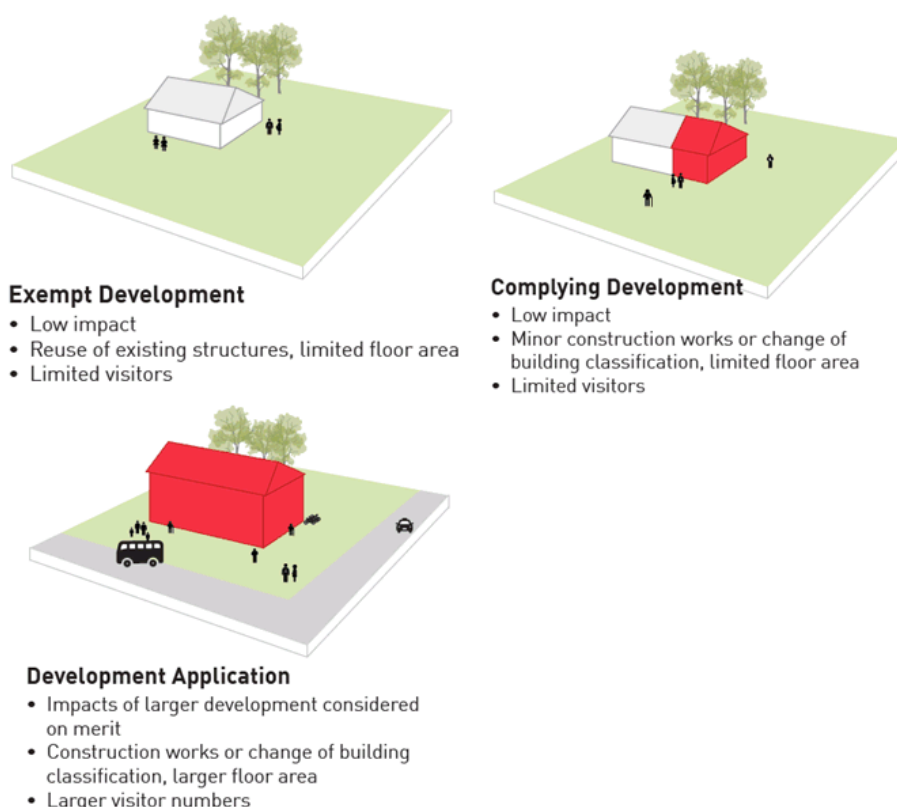 Exempt Development
• Low impact
• Reuse of existing structures, limited floor area
• Limited visitors
Complying Development
• Low impact
• Minor construction works or change of
building classification, limited floor area
• Limited visitors
Development Application
• Impacts of larger development considered
on merit
• Construction works or change of building
classification, larger floor area
• Larger visitor numbers